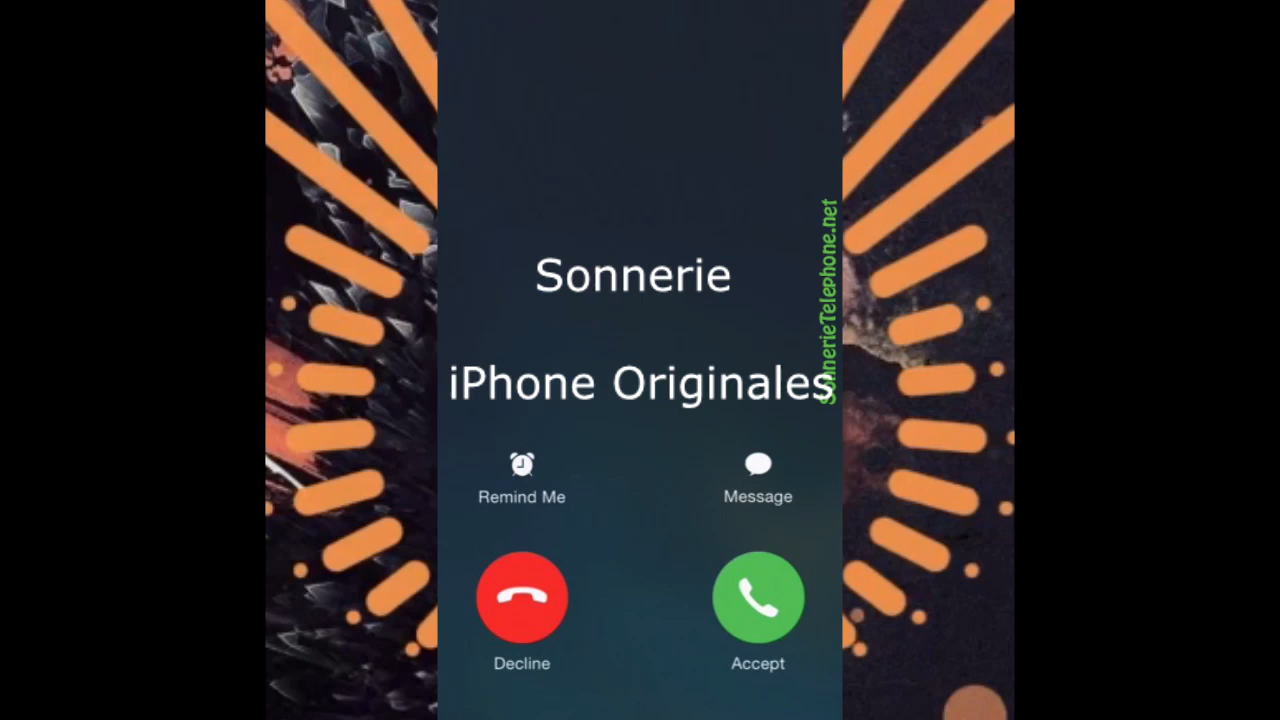 Sonnerie
iPhone Originales
SonnerieTelephone.net
Remind Me
Message
Decline
Accept